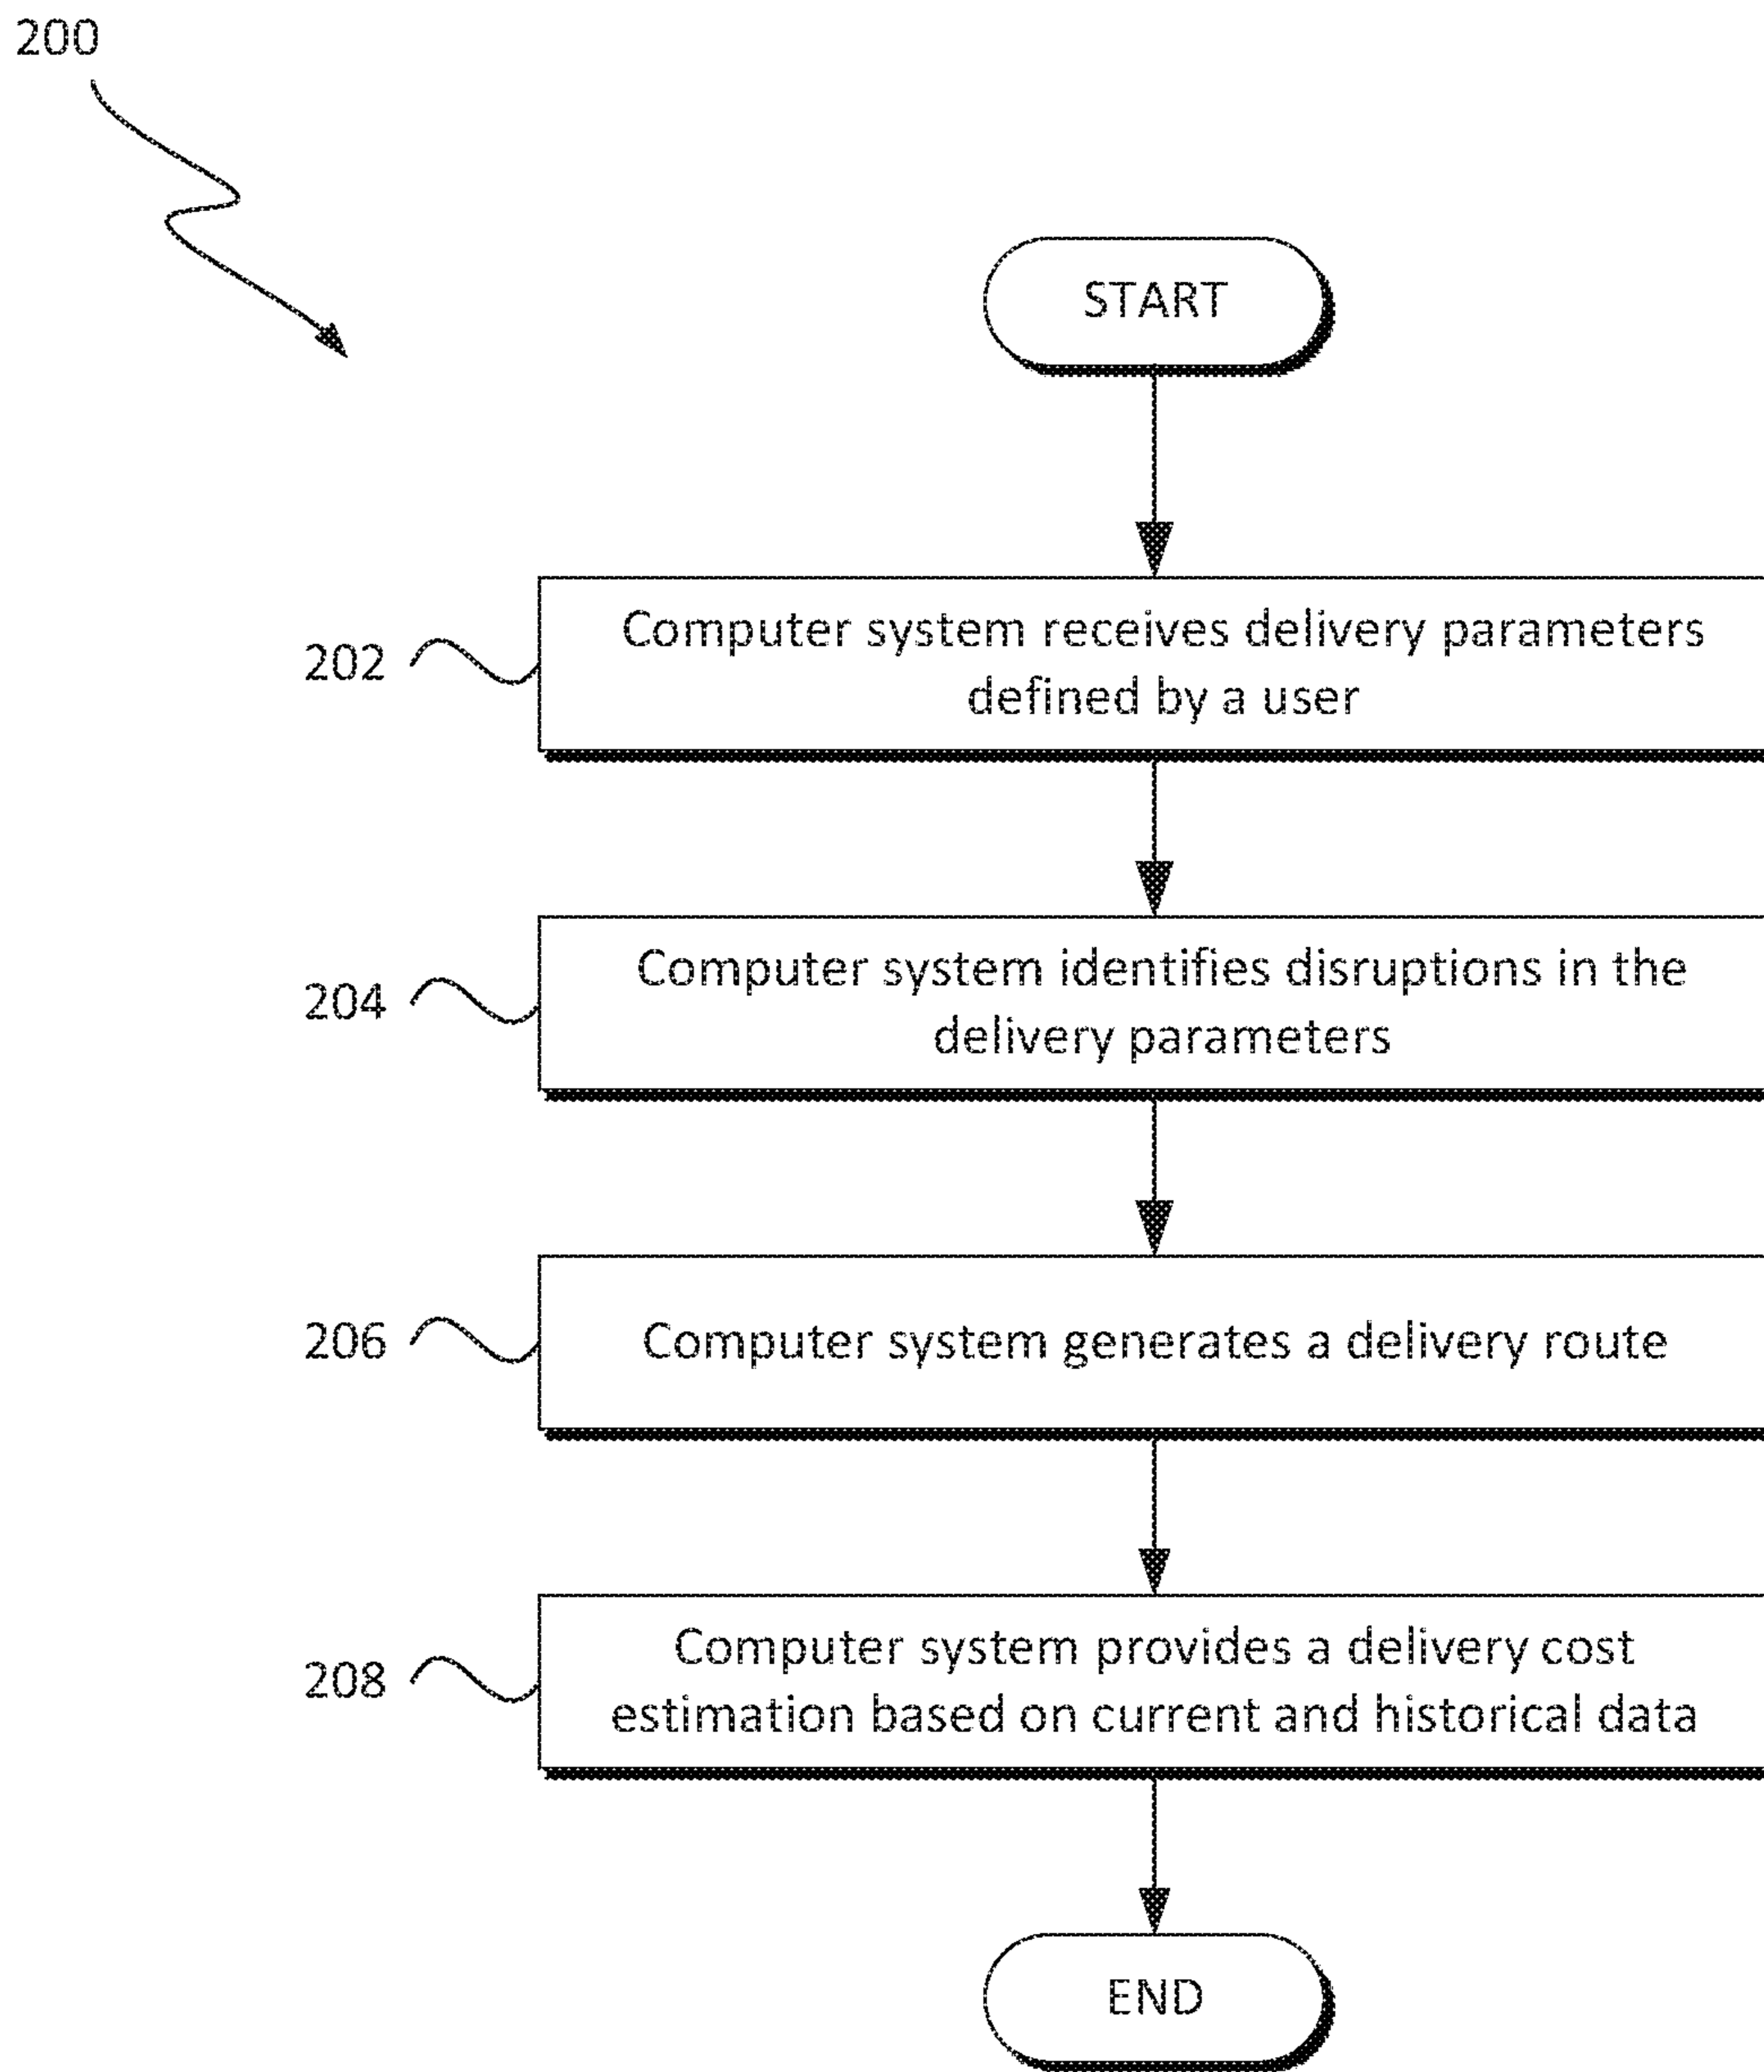 200
START
202
Computer system receives delivery parameters
defined by a user
204
Computer system identifies disruptions in the
delivery parameters
206
Computer system generates a delivery route
208
Computer system provides a delivery cost
estimation based on current and historical data
END